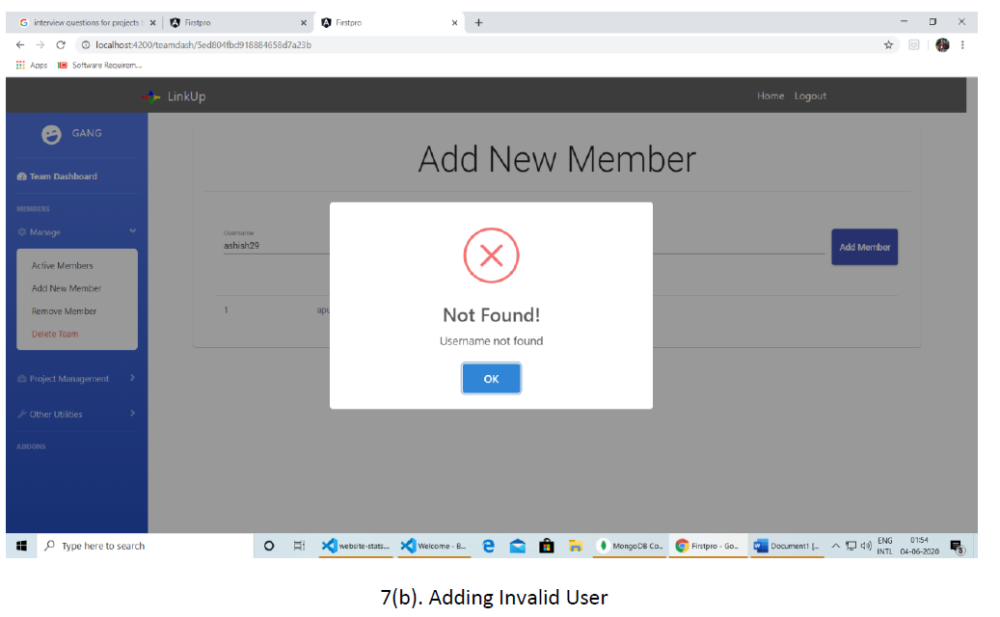 interview questions for projects
Firstpro
Firstpro
localhost:4200/teamdash/5ed804fbd918884658d7a23b
Apps
Software Requirem...
LinkUp
Home
Logout
GANG
Team Dashboard
MEMBERS
Manage
Active Members
Add New Member
Remove Member
Delete Team
Project Management
Other Utilities
ADDONS
Add New Member
Username
ashish29
Add Member
1
Not Found!
Username not found
OK
Type here to search
website-stats...
Welcome - B...
MongoDB Co...
Firstpro - Go...
Document1 [...
ENG
INTL
01:54
04-06-2020
3
7(b). Adding Invalid User